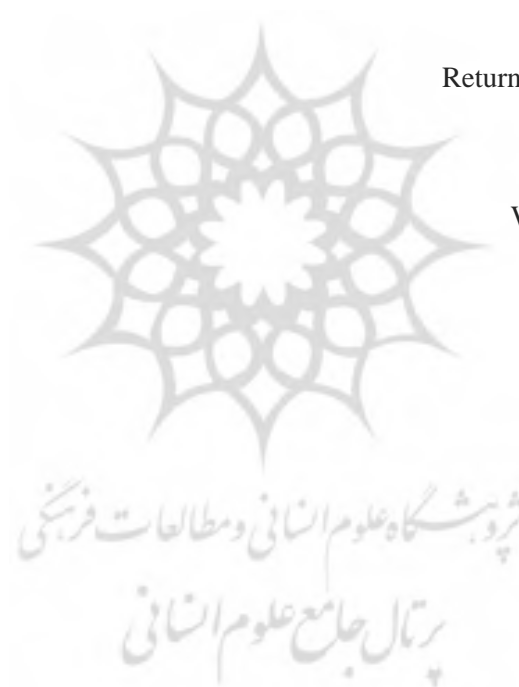 Return
پژوهشگاه علوم انسانی و مطالعات فرهنگی
پرتال جامع علوم انسانی